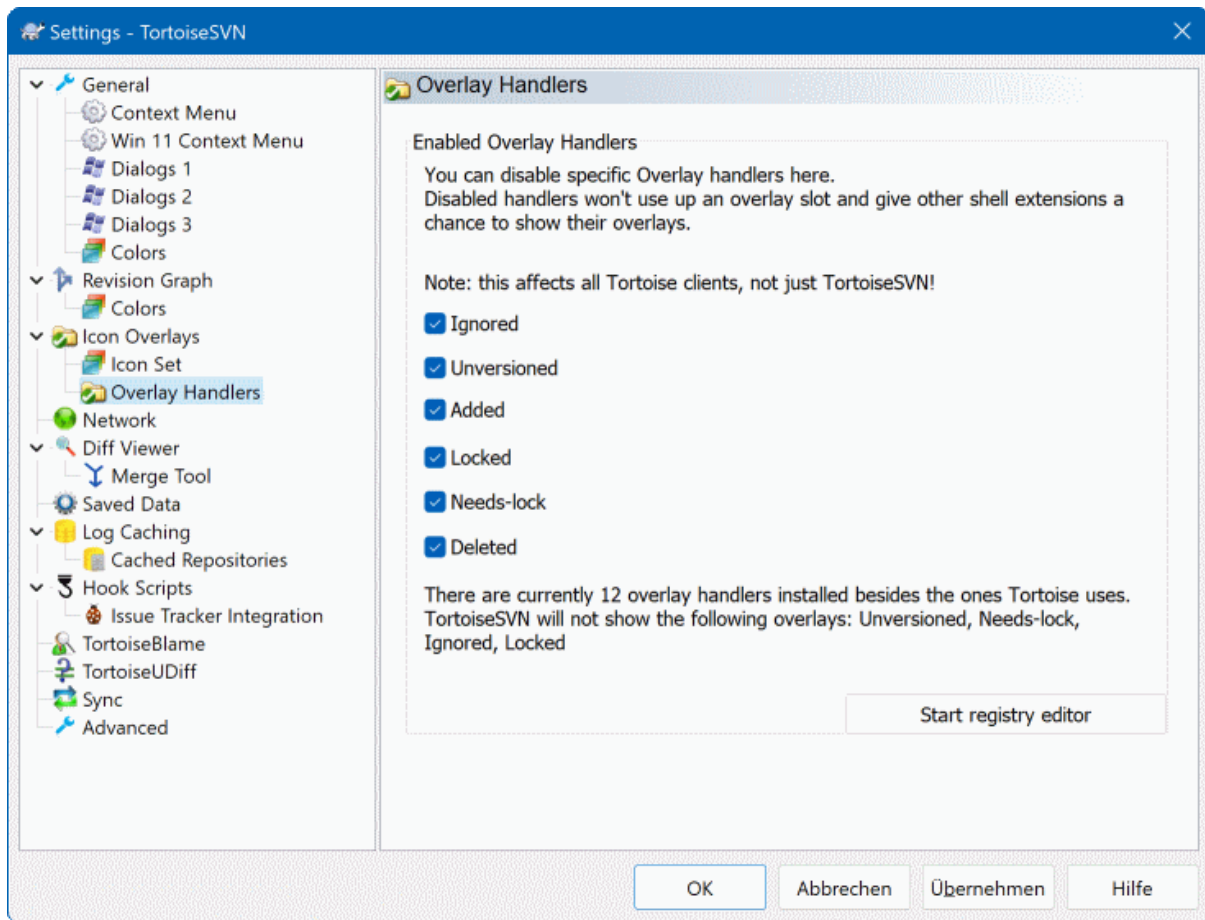 Settings - TortoiseSVN
General
Context Menu
Win 11 Context Menu
Dialogs 1
Dialogs 2
Dialogs 3
Colors
Revision Graph
Colors
Icon Overlays
Icon Set
Overlay Handlers
Network
Diff Viewer
Merge Tool
Saved Data
Log Caching
Cached Repositories
Hook Scripts
Issue Tracker Integration
TortoiseBlame
TortoiseUDiff
Sync
Advanced
Overlay Handlers
Enabled Overlay Handlers
You can disable specific Overlay handlers here.
Disabled handlers won't use up an overlay slot and give other shell extensions a
chance to show their overlays.
Note: this affects all Tortoise clients, not just TortoiseSVN!
Ignored
Unversioned
Added
Locked
Needs-lock
Deleted
There are currently 12 overlay handlers installed besides the ones Tortoise uses.
TortoiseSVN will not show the following overlays: Unversioned, Needs-lock,
Ignored, Locked
Start registry editor
OK
Abbrechen
Übernehmen
Hilfe